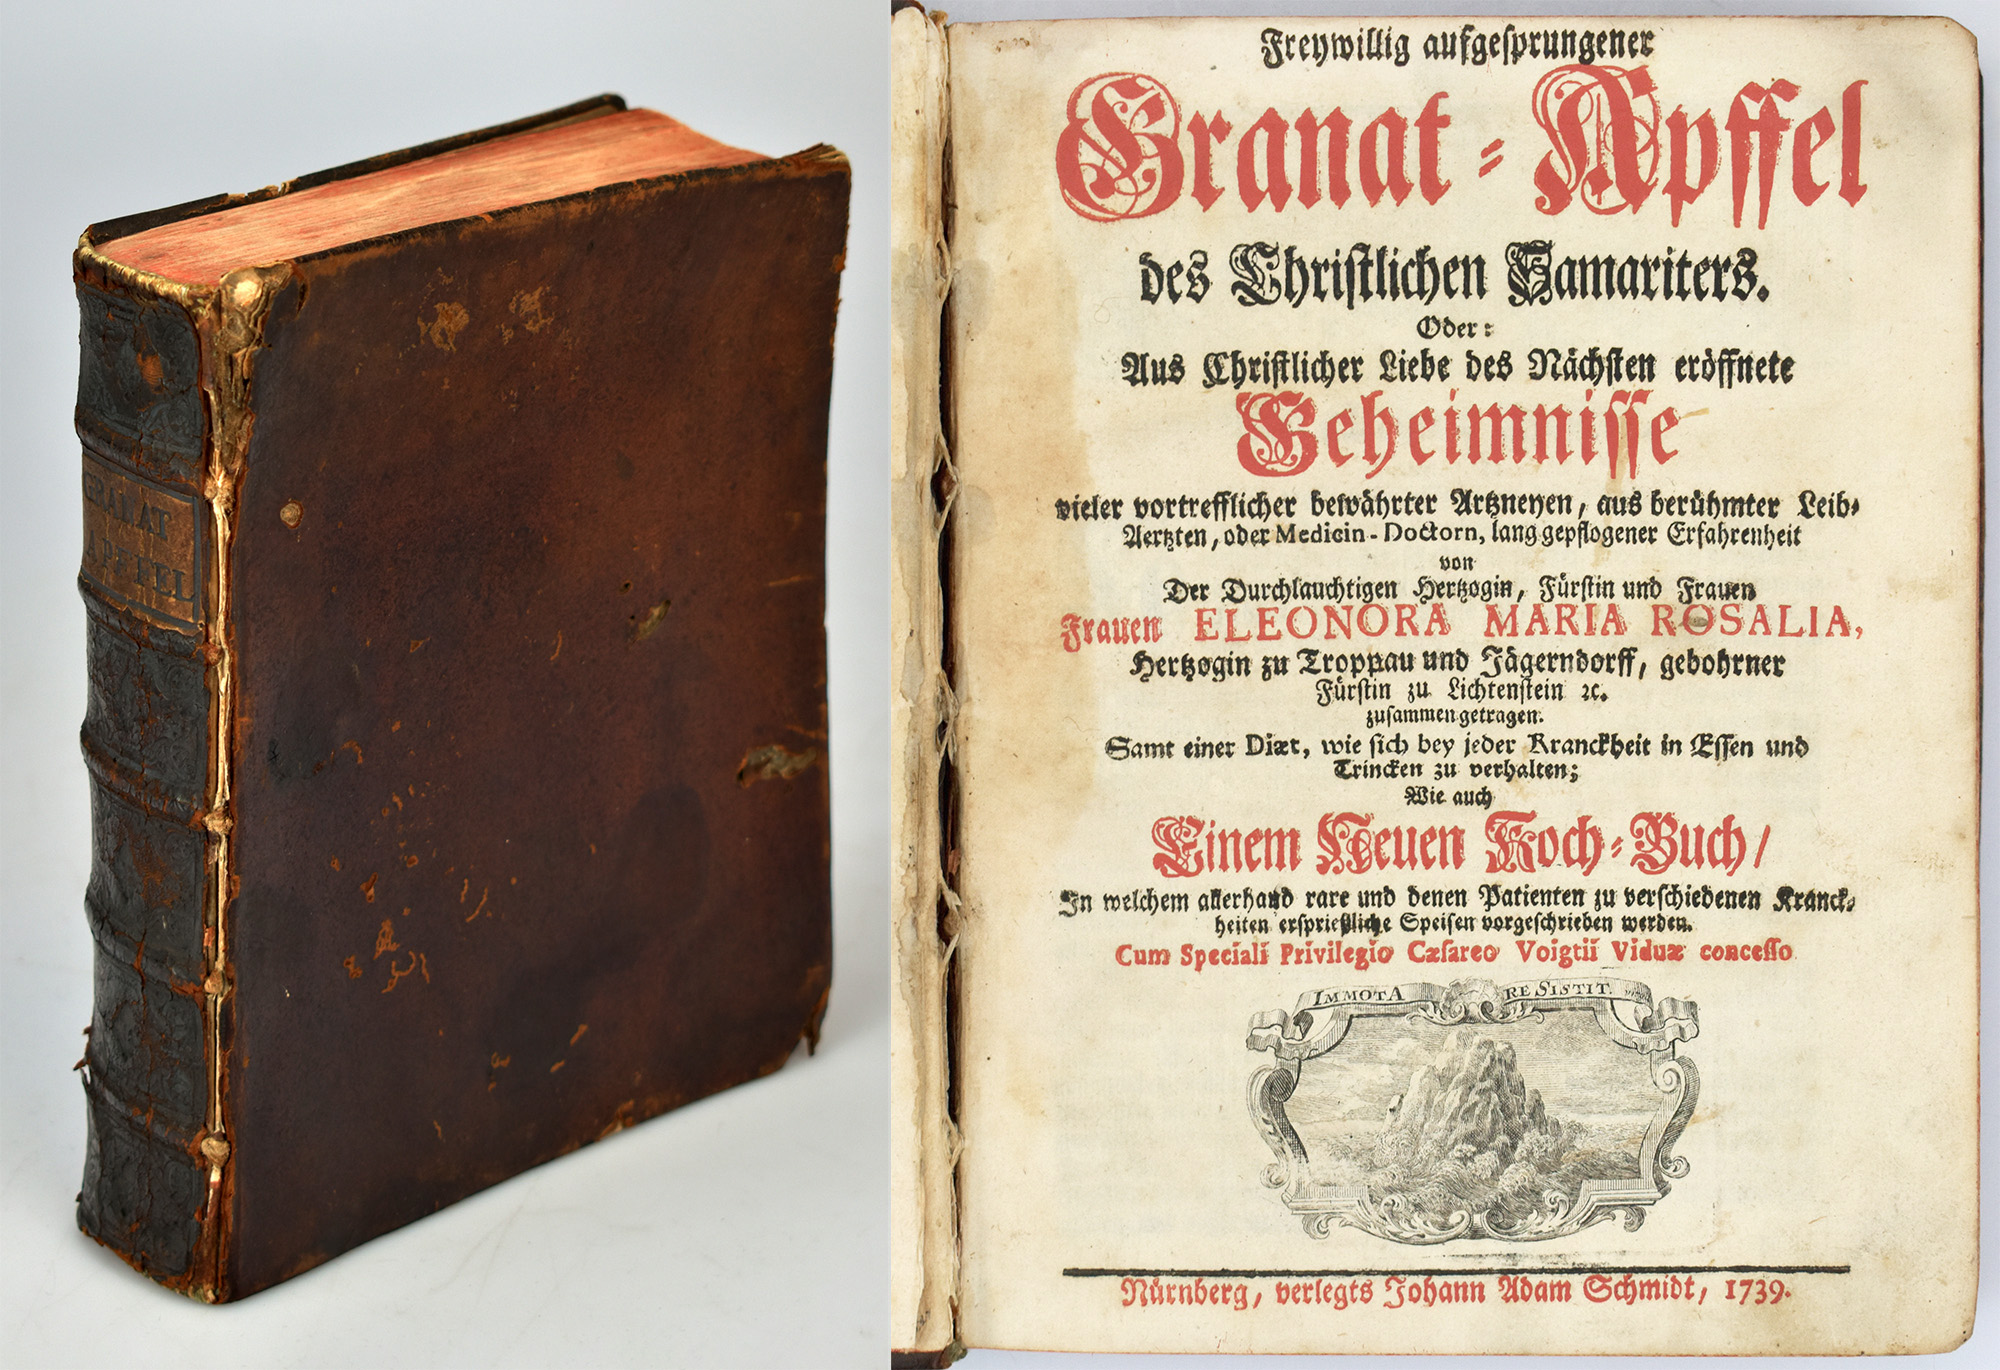 GRANAT
APFFEL
Freywillig aufgesprungener
Granat-Apffel
des Christlichen Samariters.
Oder:
Aus Christlicher Liebe des Nächsten eröffnete
Geheimnisse
vieler vortrefflicher bewährter Artzneyen, aus berühmter Leib-
Aertzten, oder Medicin-Doctorn, lang gepflogener Erfahrenheit
von
Der Durchlauchtigen Hertzogin, Fürstin und Frauen
Frauen ELEONORA MARIA ROSALIA,
Hertzogin zu Troppau und Jägerndorff, gebohrner
Fürstin zu Lichtenstein ꝛc.
zusammen getragen.
Samt einer Diæt, wie sich bey jeder Kranckheit in Essen und
Trincken zu verhalten;
Wie auch
Einem Neuen Koch-Buch/
In welchem allerhand rare und denen Patienten zu verschiedenen Kranck-
heiten ersprießliche Speisen vorgeschrieben werden.
Cum Speciali Privilegio Cæsareo Voigtii Viduæ concesso
IMMOTA RESISTIT.
Nürnberg, verlegts Johann Adam Schmidt, 1739.